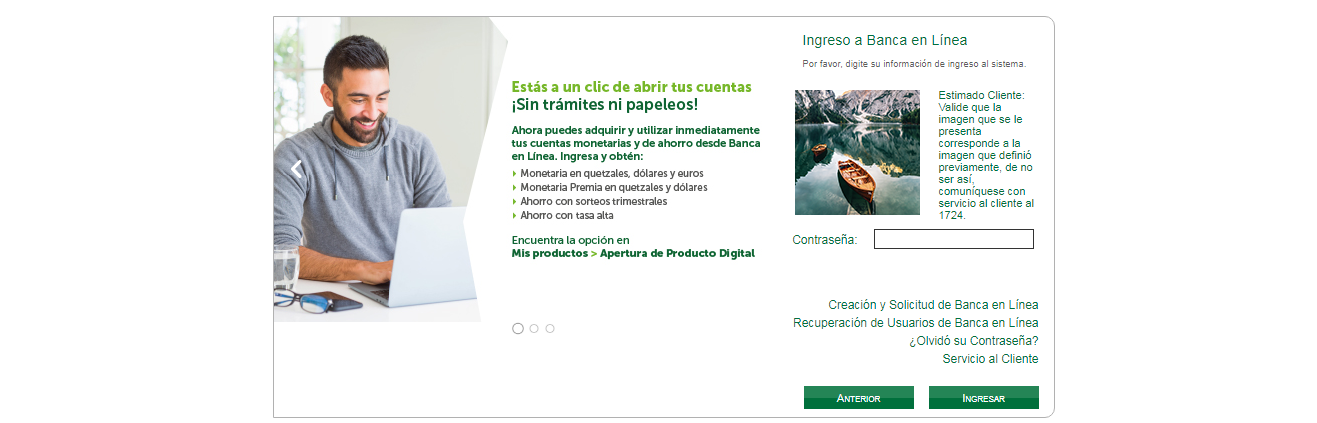 Estás a un clic de abrir tus cuentas
¡Sin trámites ni papeleos!
Ahora puedes adquirir y utilizar inmediatamente
tus cuentas monetarias y de ahorro desde Banca
en Línea. Ingresa y obtén:
Monetaria en quetzales, dólares y euros
Monetaria Premia en quetzales y dólares
Ahorro con sorteos trimestrales
Ahorro con tasa alta
Encuentra la opción en
Mis productos > Apertura de Producto Digital
Ingreso a Banca en Línea
Por favor, digite su información de ingreso al sistema.
Estimado Cliente:
Valide que la
imagen que se le
presenta
corresponde a la
imagen que definió
previamente, de no
ser así,
comuníquese con
servicio al cliente al
1724.
Contraseña:
Creación y Solicitud de Banca en Línea
Recuperación de Usuarios de Banca en Línea
¿Olvidó su Contraseña?
Servicio al Cliente
Anterior
Ingresar